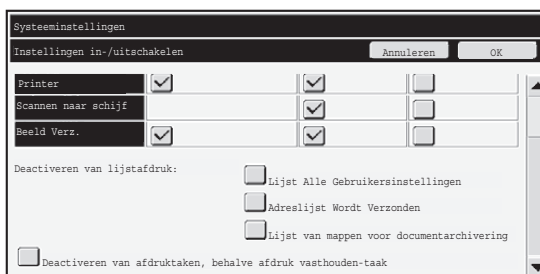 Systeeminstellingen
Instellingen in-/uitschakelen
Annuleren
OK
Printer
Scannen naar schijf
Beeld Verz.
Deactiveren van lijstafdruk:
Lijst Alle Gebruikersinstellingen
Adreslijst Wordt Verzonden
Lijst van mappen voor documentarchivering
Deactiveren van afdruktaken, behalve afdruk vasthouden-taak